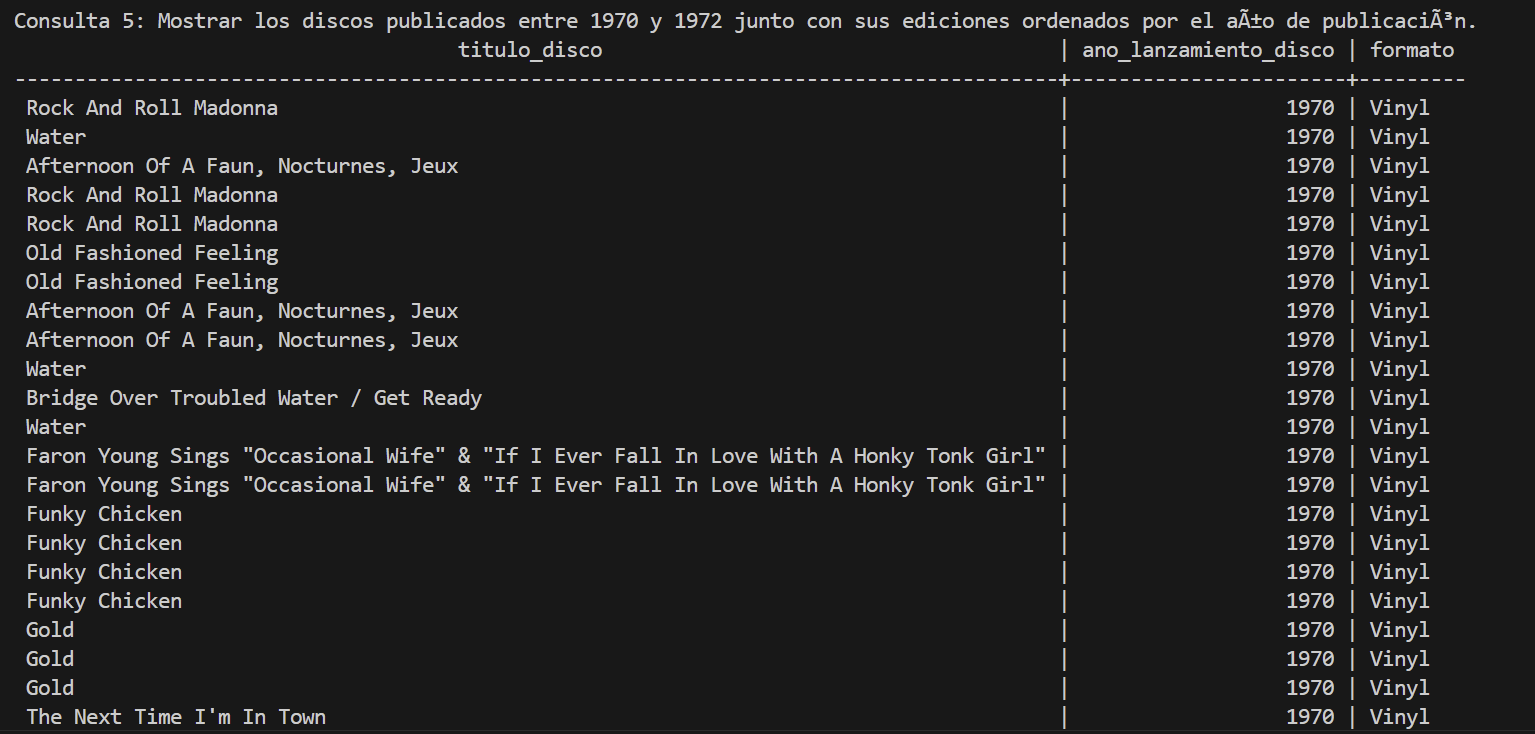 Consulta 5: Mostrar los discos publicados entre 1970 y 1972 junto con sus ediciones ordenados por el aÃ±o de publicaciÃ³n.
titulo_disco | ano_lanzamiento_disco | formato
---------------------------------------------------------------------------------------+-----------------------+---------
Rock And Roll Madonna | 1970 | Vinyl
Water | 1970 | Vinyl
Afternoon Of A Faun, Nocturnes, Jeux | 1970 | Vinyl
Rock And Roll Madonna | 1970 | Vinyl
Rock And Roll Madonna | 1970 | Vinyl
Old Fashioned Feeling | 1970 | Vinyl
Old Fashioned Feeling | 1970 | Vinyl
Afternoon Of A Faun, Nocturnes, Jeux | 1970 | Vinyl
Afternoon Of A Faun, Nocturnes, Jeux | 1970 | Vinyl
Water | 1970 | Vinyl
Bridge Over Troubled Water / Get Ready | 1970 | Vinyl
Water | 1970 | Vinyl
Faron Young Sings "Occasional Wife" & "If I Ever Fall In Love With A Honky Tonk Girl" | 1970 | Vinyl
Faron Young Sings "Occasional Wife" & "If I Ever Fall In Love With A Honky Tonk Girl" | 1970 | Vinyl
Funky Chicken | 1970 | Vinyl
Funky Chicken | 1970 | Vinyl
Funky Chicken | 1970 | Vinyl
Funky Chicken | 1970 | Vinyl
Gold | 1970 | Vinyl
Gold | 1970 | Vinyl
Gold | 1970 | Vinyl
The Next Time I'm In Town | 1970 | Vinyl